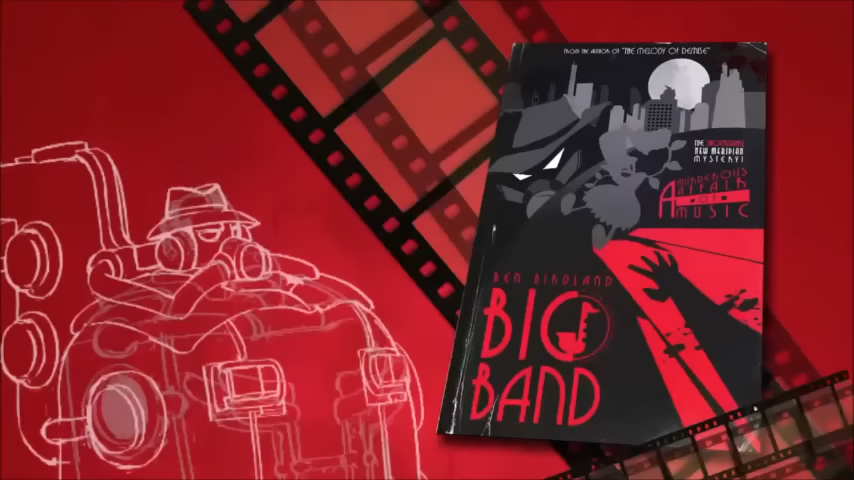 FROM THE AUTHOR OF "THE MELODY OF DEMISE"
THE
NEW MERIDIAN
MYSTERY!
A MURDEROUS
AFFAIR
OF
MUSIC
BEN BIRDLAND
BIG
BAND